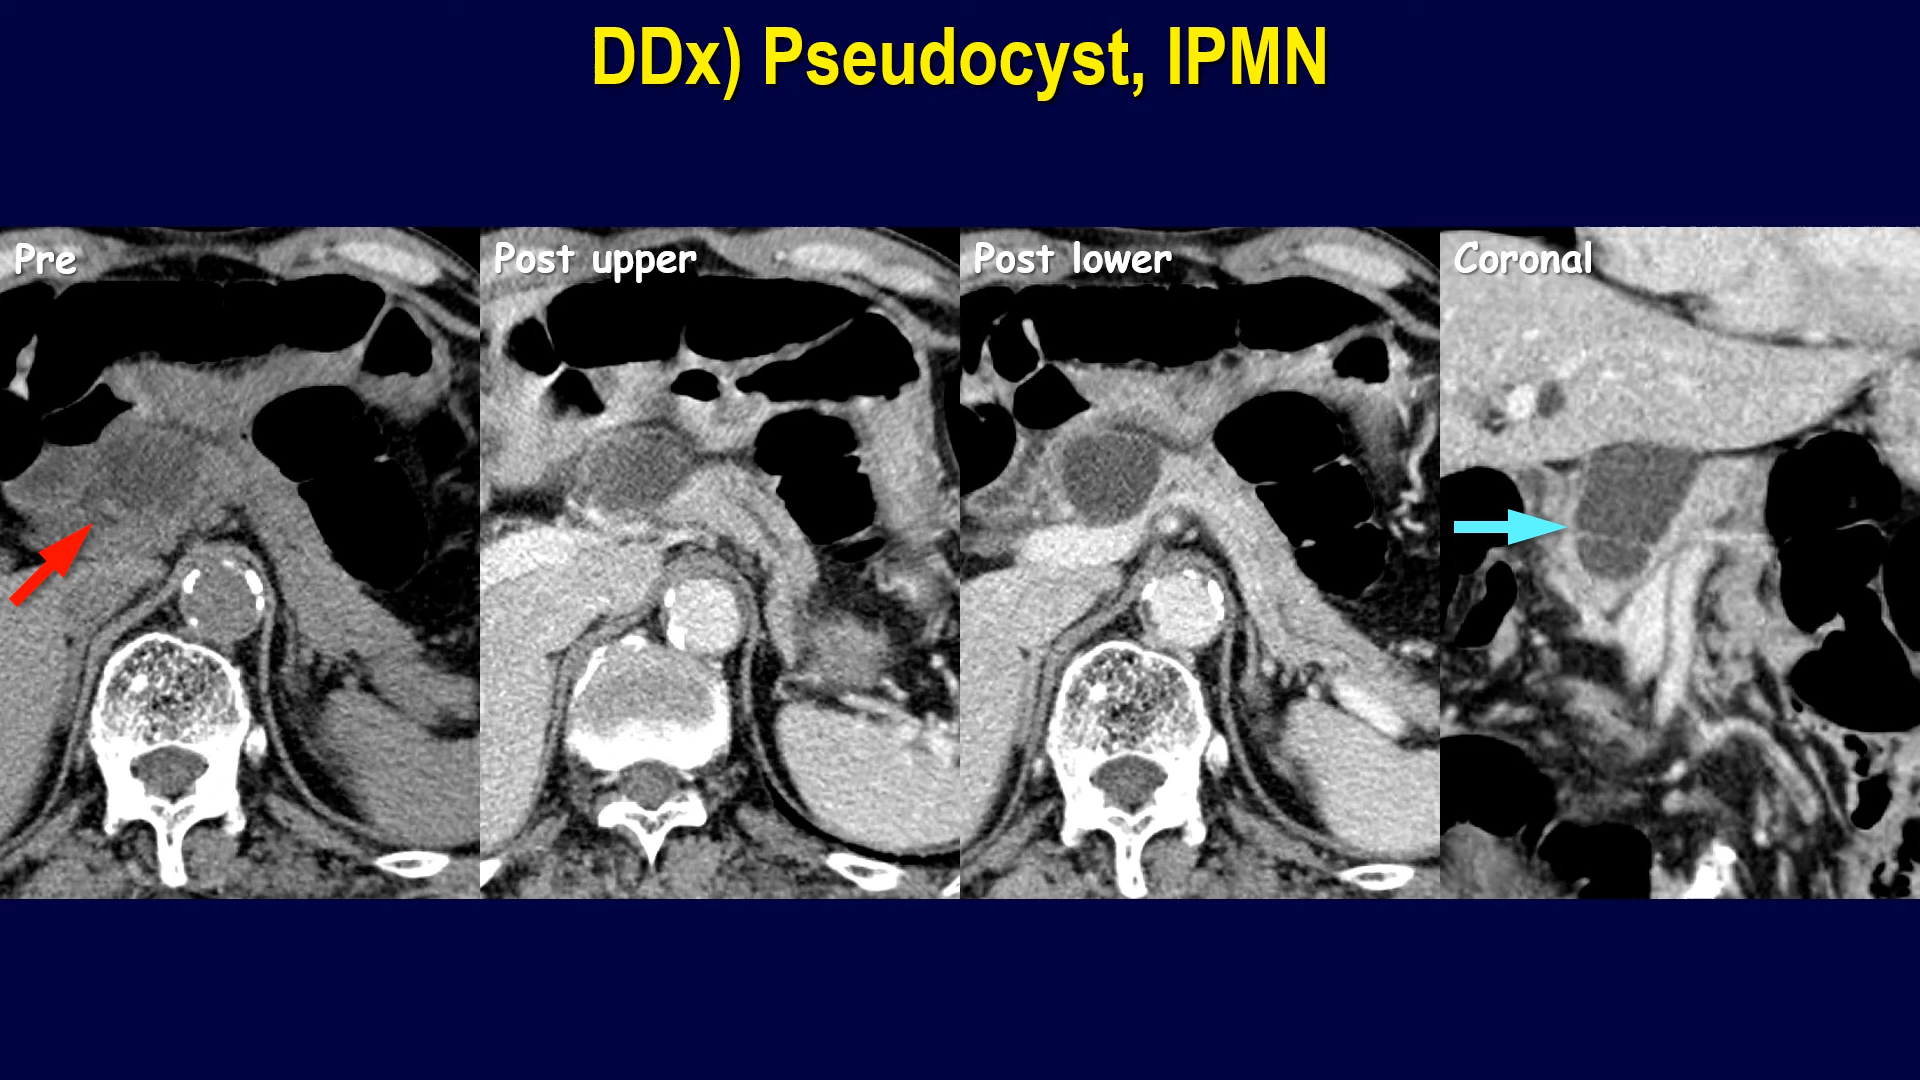 DDx) Pseudocyst, IPMN
Pre
Post upper
Post lower
Coronal